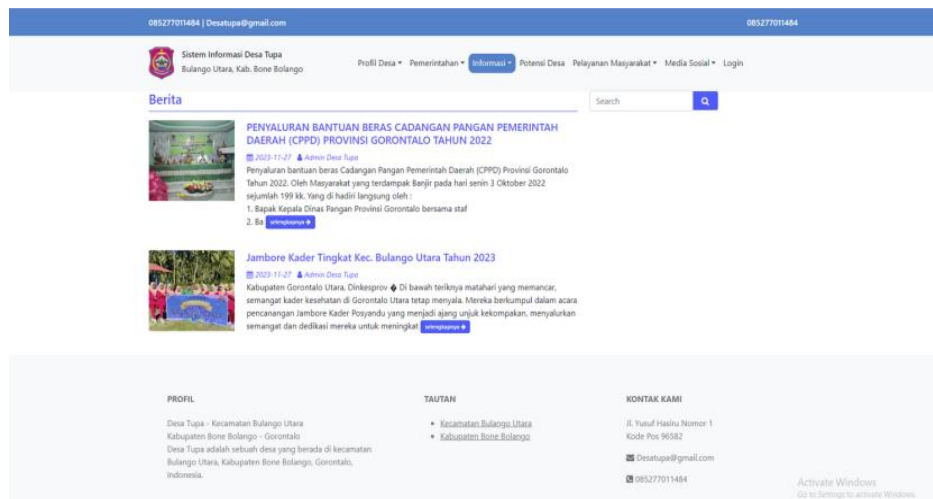 085277011484 | Desatupa@gmail.com
085277011484
Sistem Informasi Desa Tupa
Bulango Utara, Kab. Bone Bolango
Profil Desa Pemerintahan Informasi Potensi Desa Pelayanan Masyarakat Media Sosial Login
Berita
Search
PENYALURAN BANTUAN BERAS CADANGAN PANGAN PEMERINTAH
DAERAH (CPPD) PROVINSI GORONTALO TAHUN 2022
2023-11-27 Admin Desa Tupa
Penyaluran bantuan beras Cadangan Pangan Pemerintah Daerah (CPPD) Provinsi Gorontalo
Tahun 2022. Oleh Masyarakat yang terdampak Banjir pada hari senin 3 Oktober 2022
sejumlah 199 kk. Yang di hadiri langsung oleh :
1. Bapak Kepala Dinas Pangan Provinsi Gorontalo bersama staf
2. Ba selengkapnya
Jambore Kader Tingkat Kec. Bulango Utara Tahun 2023
2023-11-27 Admin Desa Tupa
Kabupaten Gorontalo Utara, Dinkesprov � Di bawah teriknya matahari yang memancar,
semangat kader kesehatan di Gorontalo Utara tetap menyala. Mereka berkumpul dalam acara
pencanangan Jambore Kader Posyandu yang menjadi ajang unjuk kekompakan, menyalurkan
semangat dan dedikasi mereka untuk meningkat selengkapnya
PROFIL
Desa Tupa - Kecamatan Bulango Utara
Kabupaten Bone Bolango - Gorontalo
Desa Tupa adalah sebuah desa yang berada di kecamatan
Bulango Utara, Kabupaten Bone Bolango, Gorontalo,
Indonesia.
TAUTAN
Kecamatan Bulango Utara
Kabupaten Bone Bolango
KONTAK KAMI
Jl. Yusuf Hasiru Nomor 1
Kode Pos 96582
Desatupa@gmail.com
085277011484
Activate Windows
Go to Settings to activate Windows.